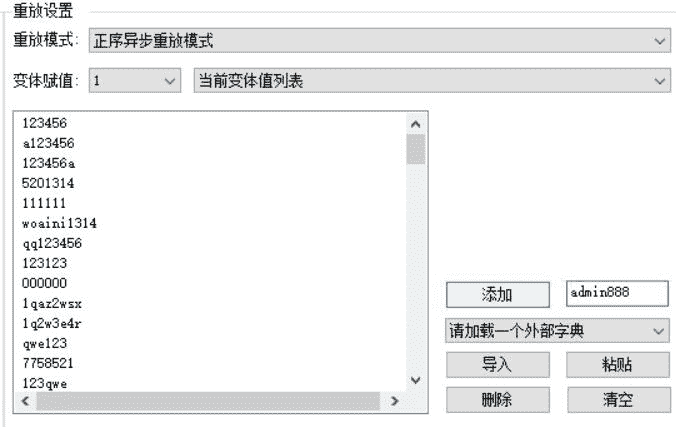 重放设置
重放模式: 正序异步重放模式
变体赋值: 1 当前变体值列表
123456
a123456
123456a
5201314
111111
woaini1314
qq123456
123123
000000
1qaz2wsx
1q2w3e4r
qwe123
7758521
123qwe
添加 admin888
请加载一个外部字典
导入 粘贴
删除 清空